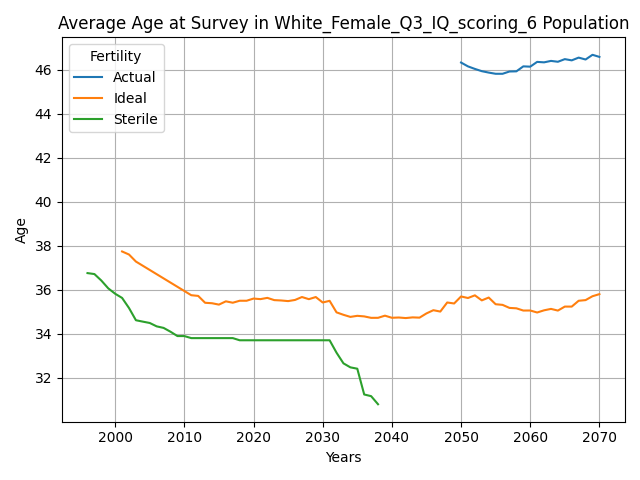 Average Age at Survey in White_Female_Q3_IQ_scoring_6 Population
Fertility
Actual
Ideal
Sterile
46
44
42
40
38
36
34
32
Age
2000 2010 2020 2030 2040 2050 2060 2070
Years